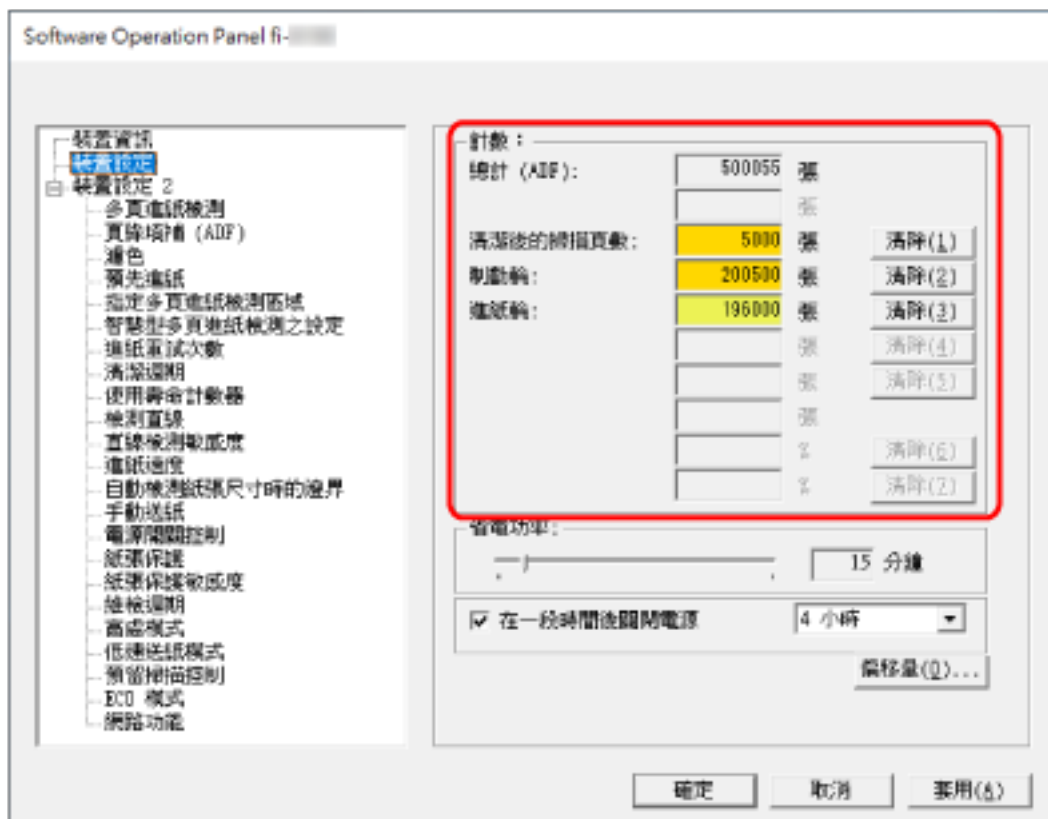 Software Operation Panel fi-
裝置資訊
裝置設定
裝置設定 2
多頁進紙檢測
頁緣填補 (ADF)
濾色
預先進紙
指定多頁進紙檢測區域
智慧型多頁進紙檢測之設定
進紙重試次數
清潔週期
使用壽命計數器
檢測直線
直線檢測敏感度
進紙速度
自動檢測紙張尺寸時的邊界
手動送紙
電源開關控制
紙張保護
紙張保護敏感度
維檢週期
高處模式
低速送紙模式
預留掃描控制
ECO 模式
網路功能
計數：
總計 (ADF): 500055 張
張
清潔後的掃描頁數: 5000 張 清除(1)
制動輪: 200500 張 清除(2)
進紙輪: 196000 張 清除(3)
張 清除(4)
張 清除(5)
張
% 清除(6)
% 清除(7)
省電功率:
15 分鐘
在一段時間後關閉電源 4 小時
偏移量(O)...
確定 取消 套用(A)